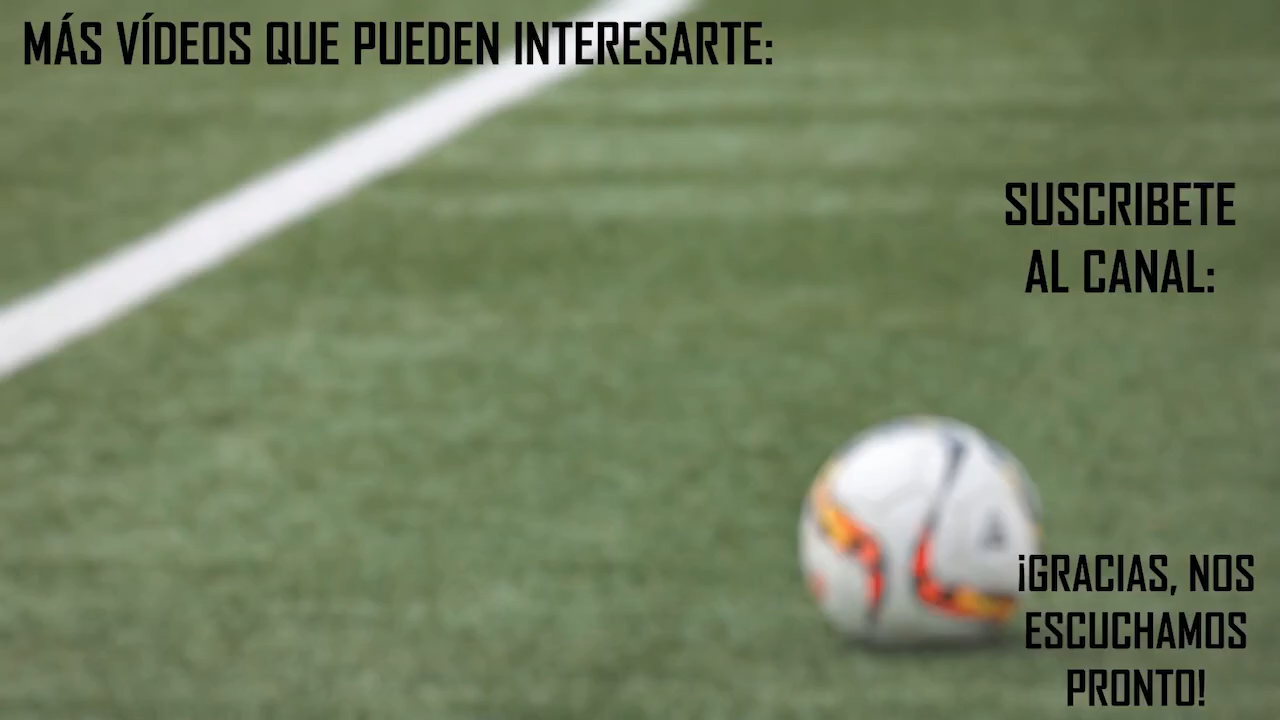 MÁS VÍDEOS QUE PUEDEN INTERESARTE:
SUSCRIBETE
AL CANAL:
¡GRACIAS, NOS
ESCUCHAMOS
PRONTO!